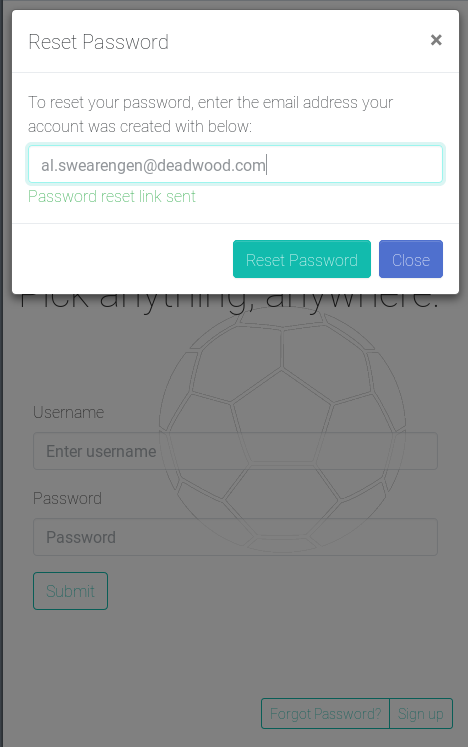 Reset Password
×
To reset your password, enter the email address your
account was created with below:
al.swearengen@deadwood.com
Password reset link sent
Reset Password
Close
Pick anything, anywhere.
Username
Enter username
Password
Password
Submit
Forgot Password?
Sign up